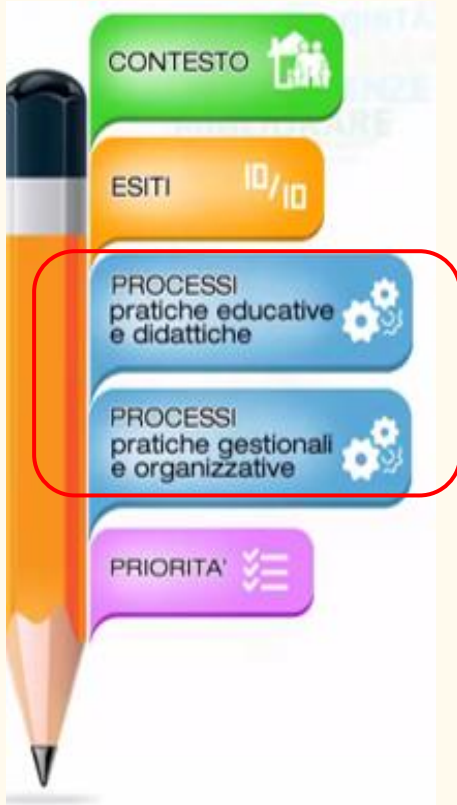 CONTESTO
ESITI
10/10
PROCESSI
pratiche educative
e didattiche
PROCESSI
pratiche gestionali
e organizzative
PRIORITA'